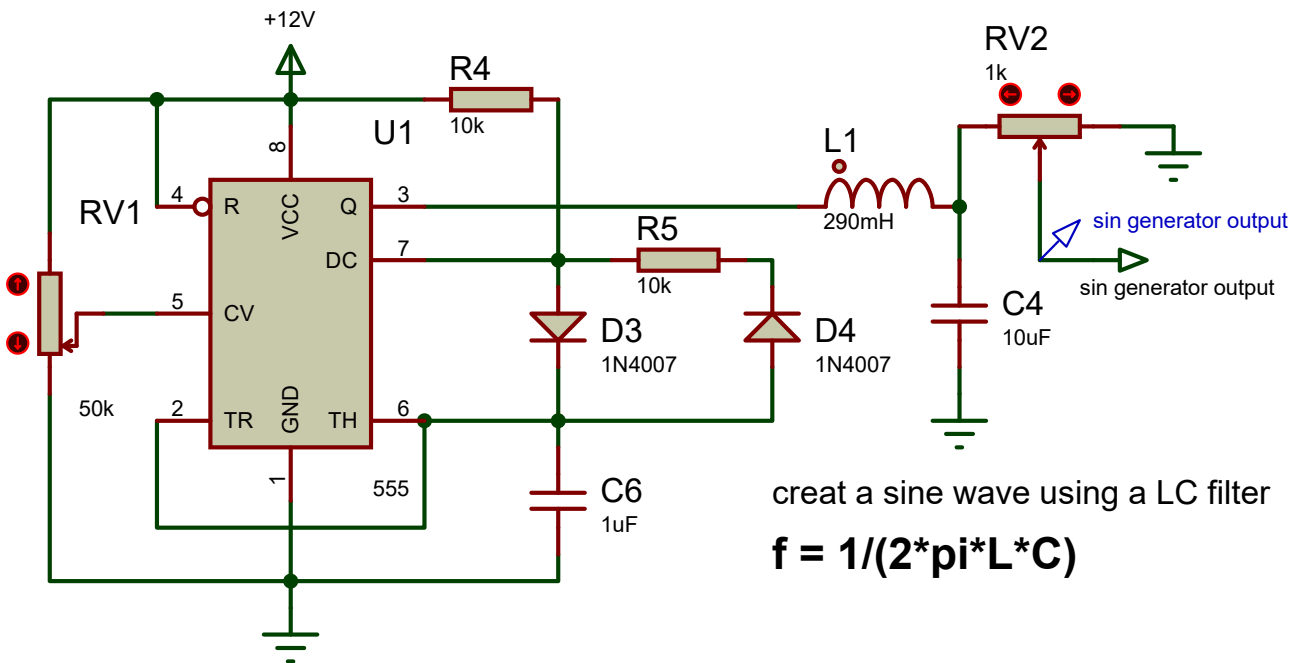 +12V
R4
10k
RV2
1k
U1
8
VCC
4
R
Q
3
L1
290mH
RV1
50k
DC
7
R5
10k
sin generator output
sin generator output
5
CV
D3
1N4007
D4
1N4007
C4
10uF
2
TR
GND
TH
6
1
555
C6
1uF
creat a sine wave using a LC filter
f = 1/(2*pi*L*C)